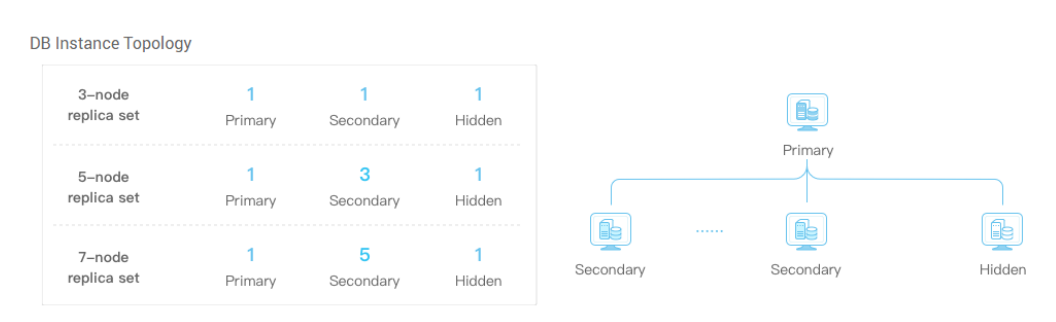 DB Instance Topology
3–node
replica set
1
Primary
1
Secondary
1
Hidden
5–node
replica set
1
Primary
3
Secondary
1
Hidden
7–node
replica set
1
Primary
5
Secondary
1
Hidden
Primary
Secondary
......
Secondary
Hidden